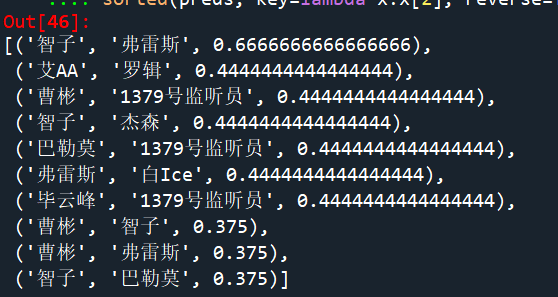 ...: sorted(preds, key=lambda x:x[2], reverse=
Out[46]:
[('智子', '弗雷斯', 0.6666666666666666),
('艾AA', '罗辑', 0.4444444444444444),
('曹彬', '1379号监听员', 0.4444444444444444),
('智子', '杰森', 0.4444444444444444),
('巴勒莫', '1379号监听员', 0.4444444444444444),
('弗雷斯', '白Ice', 0.4444444444444444),
('毕云峰', '1379号监听员', 0.4444444444444444),
('曹彬', '智子', 0.375),
('曹彬', '弗雷斯', 0.375),
('智子', '巴勒莫', 0.375)]